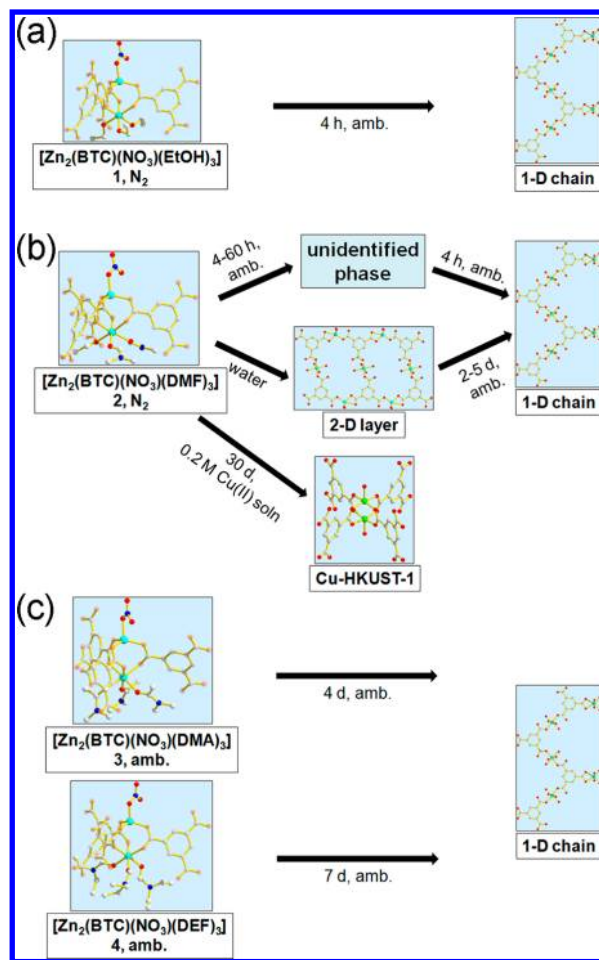 (a)
4 h, amb.
[Zn₂(BTC)(NO₃)(EtOH)₃]
1, N₂
1-D chain
(b)
4-60 h,
amb.
unidentified
phase
4 h, amb.
[Zn₂(BTC)(NO₃)(DMF)₃]
2, N₂
water
2-D layer
2-5 d,
amb.
1-D chain
30 d,
0.2 M Cu(II) soln
Cu-HKUST-1
(c)
4 d, amb.
[Zn₂(BTC)(NO₃)(DMA)₃]
3, amb.
1-D chain
7 d, amb.
[Zn₂(BTC)(NO₃)(DEF)₃]
4, amb.